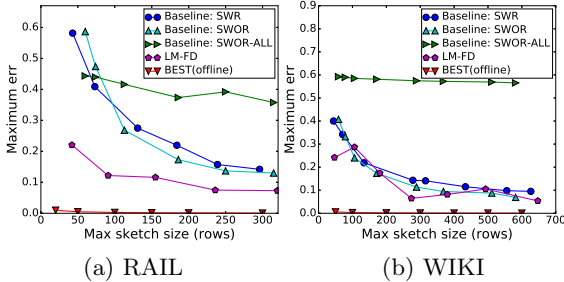 Baseline: SWR
Baseline: SWOR
Baseline: SWOR-ALL
LM-FD
BEST(offline)
Maximum err
0.7
0.6
0.5
0.4
0.3
0.2
0.1
0.0
0 50 100 150 200 250 300
Max sketch size (rows)
(a) RAIL
Baseline: SWR
Baseline: SWOR
Baseline: SWOR-ALL
LM-FD
BEST(offline)
Maximum err
0.9
0.8
0.7
0.6
0.5
0.4
0.3
0.2
0.1
0.0
0 100 200 300 400 500 600 700
Max sketch size (rows)
(b) WIKI